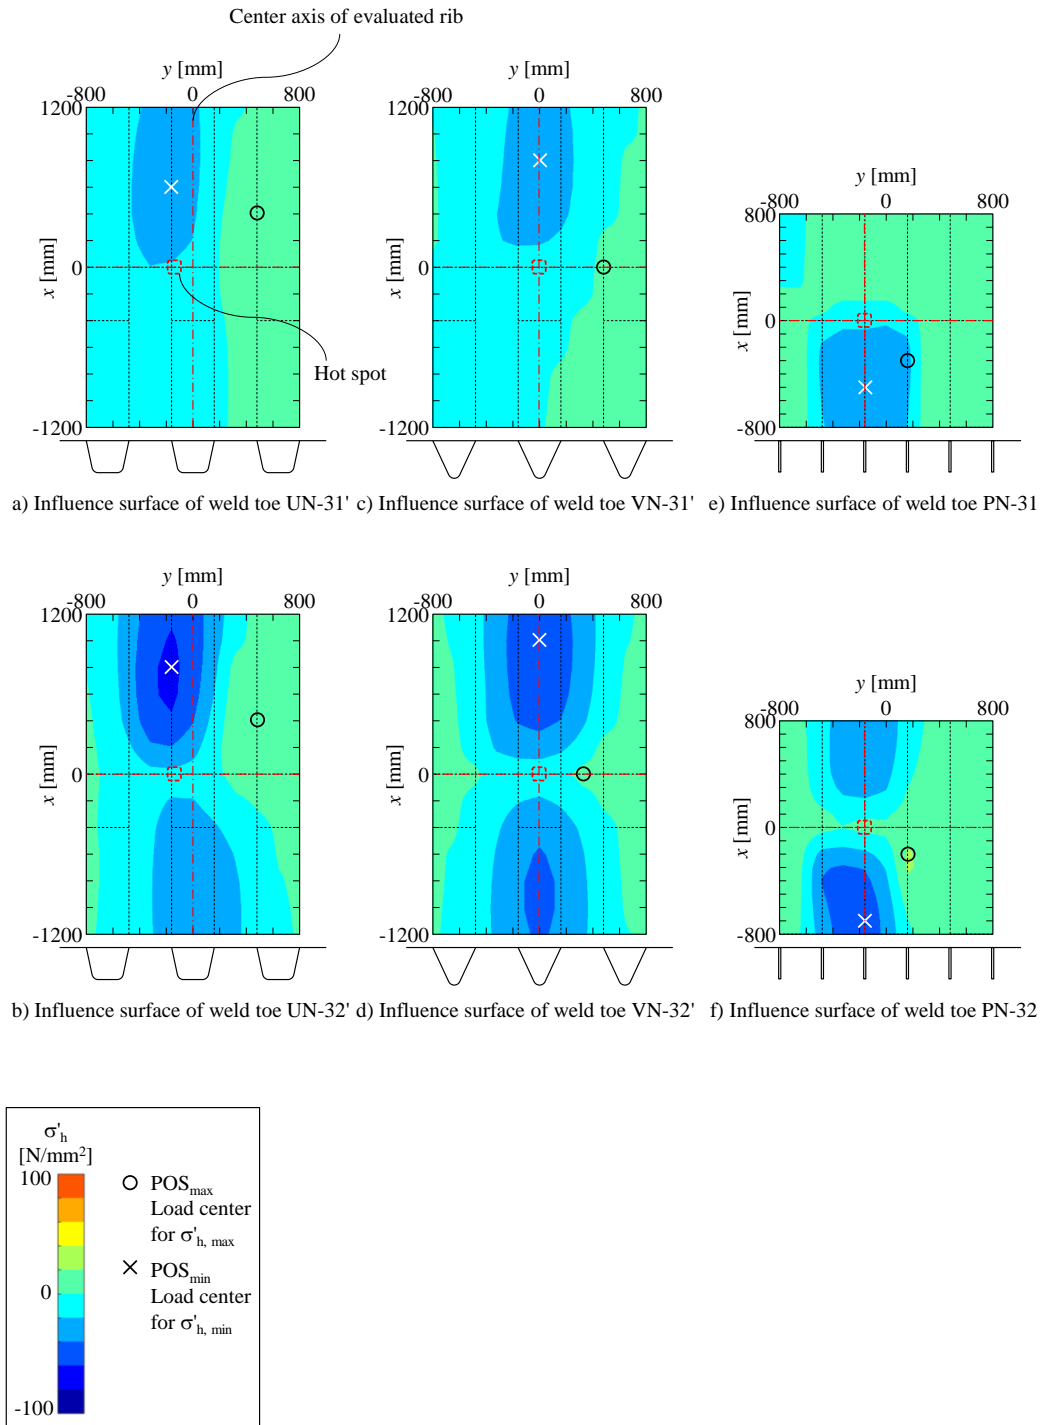 Center axis of evaluated rib
y [mm]
-800 0 800
1200
x [mm]
0
-1200
Hot spot
a) Influence surface of weld toe UN-31'
y [mm]
-800 0 800
1200
x [mm]
0
-1200
c) Influence surface of weld toe VN-31'
y [mm]
-800 0 800
800
x [mm]
0
-800
e) Influence surface of weld toe PN-31
y [mm]
-800 0 800
1200
x [mm]
0
-1200
b) Influence surface of weld toe UN-32'
y [mm]
-800 0 800
1200
x [mm]
0
-1200
d) Influence surface of weld toe VN-32'
y [mm]
-800 0 800
800
x [mm]
0
-800
f) Influence surface of weld toe PN-32
σ'h
[N/mm²]
100
0
-100
POSmax
Load center
for σ'h, max
POSmin
Load center
for σ'h, min